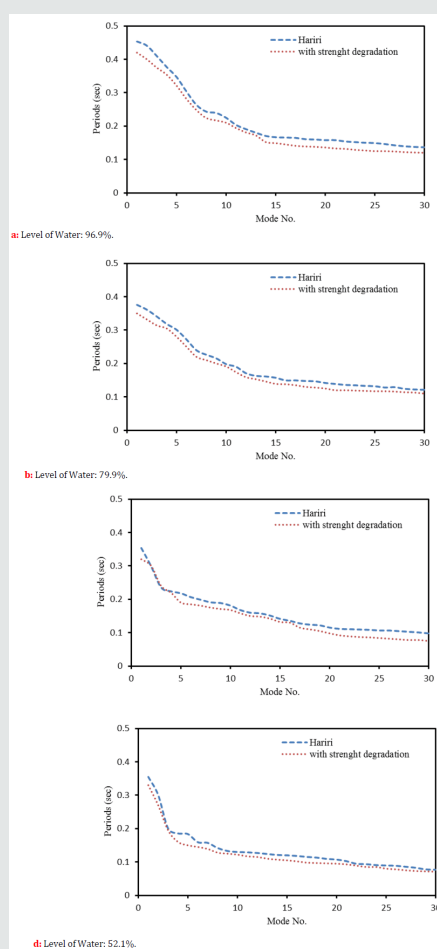 0.5
0.4
0.3
0.2
0.1
0
Periods (sec)
Hariri
with strenght degradation
0 5 10 15 20 25 30
Mode No.
a: Level of Water: 96.9%.
0.5
0.4
0.3
0.2
0.1
0
Periods (sec)
Hariri
with strenght degradation
0 5 10 15 20 25 30
Mode No.
b: Level of Water: 79.9%.
0.5
0.4
0.3
0.2
0.1
0
Periods (sec)
Hariri
with strenght degradation
0 5 10 15 20 25 30
Mode No.
0.5
0.4
0.3
0.2
0.1
0
Periods (sec)
Hariri
with strenght degradation
0 5 10 15 20 25 3
Mode No.
d: Level of Water: 52.1%.